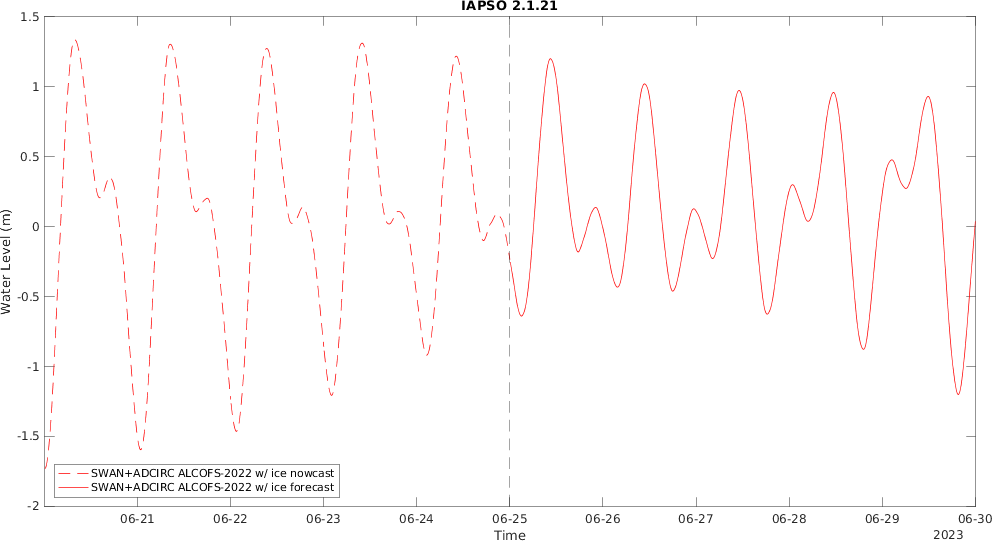 IAPSO 2.1.21
1.5
1
0.5
0
-0.5
-1
-1.5
-2
Water Level (m)
SWAN+ADCIRC ALCOFS-2022 w/ ice nowcast
SWAN+ADCIRC ALCOFS-2022 w/ ice forecast
06-21 06-22 06-23 06-24 06-25 06-26 06-27 06-28 06-29 06-30
Time
2023